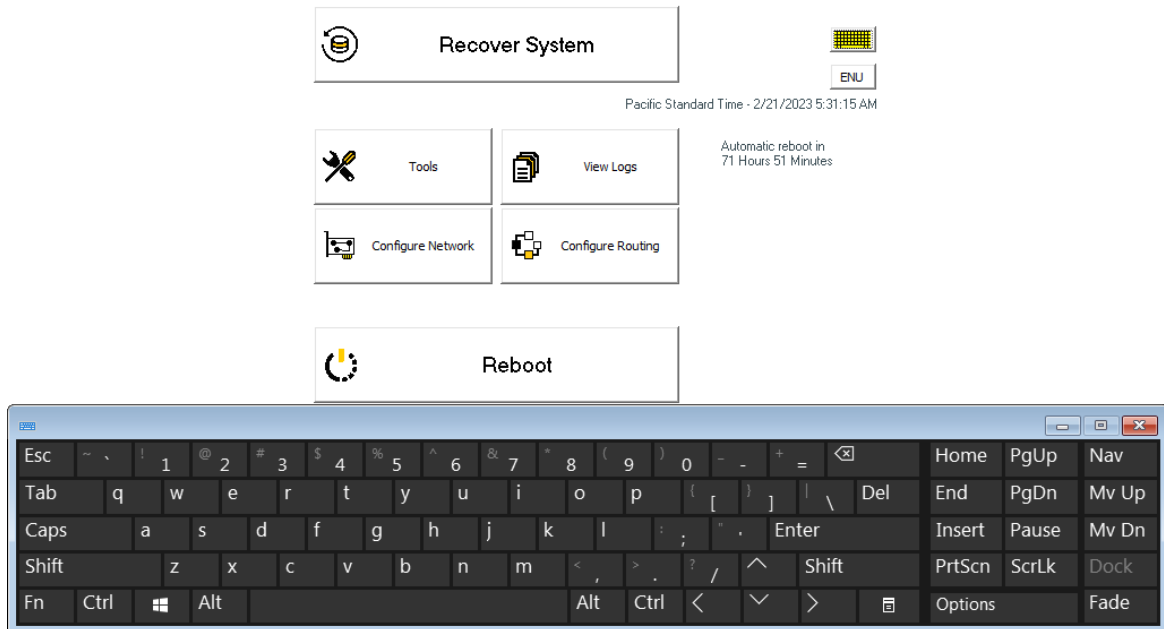 Recover System
ENU
Pacific Standard Time - 2/21/2023 5:31:15 AM
Tools
View Logs
Automatic reboot in
71 Hours 51 Minutes
Configure Network
Configure Routing
Reboot
Esc ~ ` ! 1 @ 2 # 3 $ 4 % 5 ^ 6 & 7 * 8 ( 9 ) 0 _ - + = Home PgUp Nav
Tab q w e r t y u i o p { [ } ] | \ Del End PgDn Mv Up
Caps a s d f g h j k l : ; " ' Enter Insert Pause Mv Dn
Shift z x c v b n m < , > . ? / Shift PrtScn ScrLk Dock
Fn Ctrl Alt Alt Ctrl Options Fade